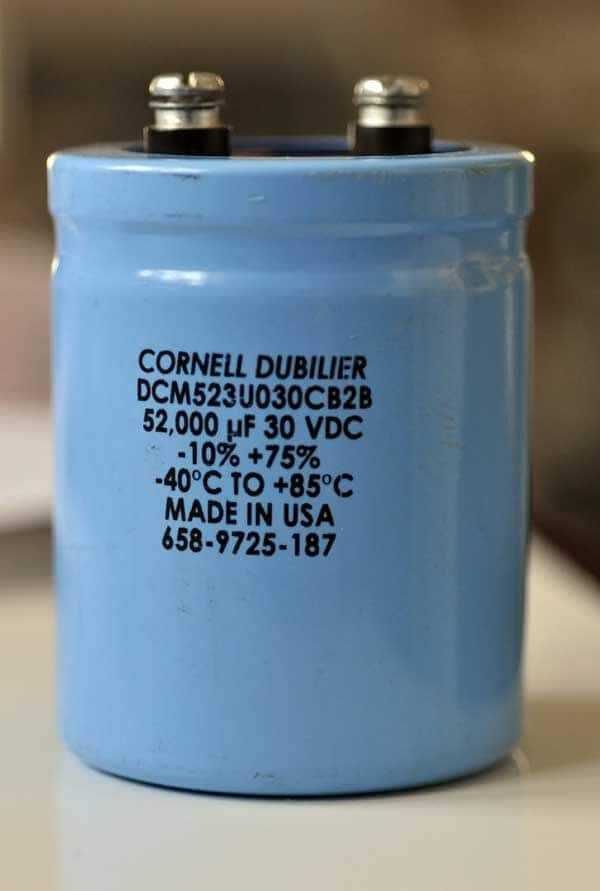 CORNELL DUBILIER
DCM523U030CB2B
52,000 µF 30 VDC
-10% +75%
-40°C TO +85°C
MADE IN USA
658-9725-187